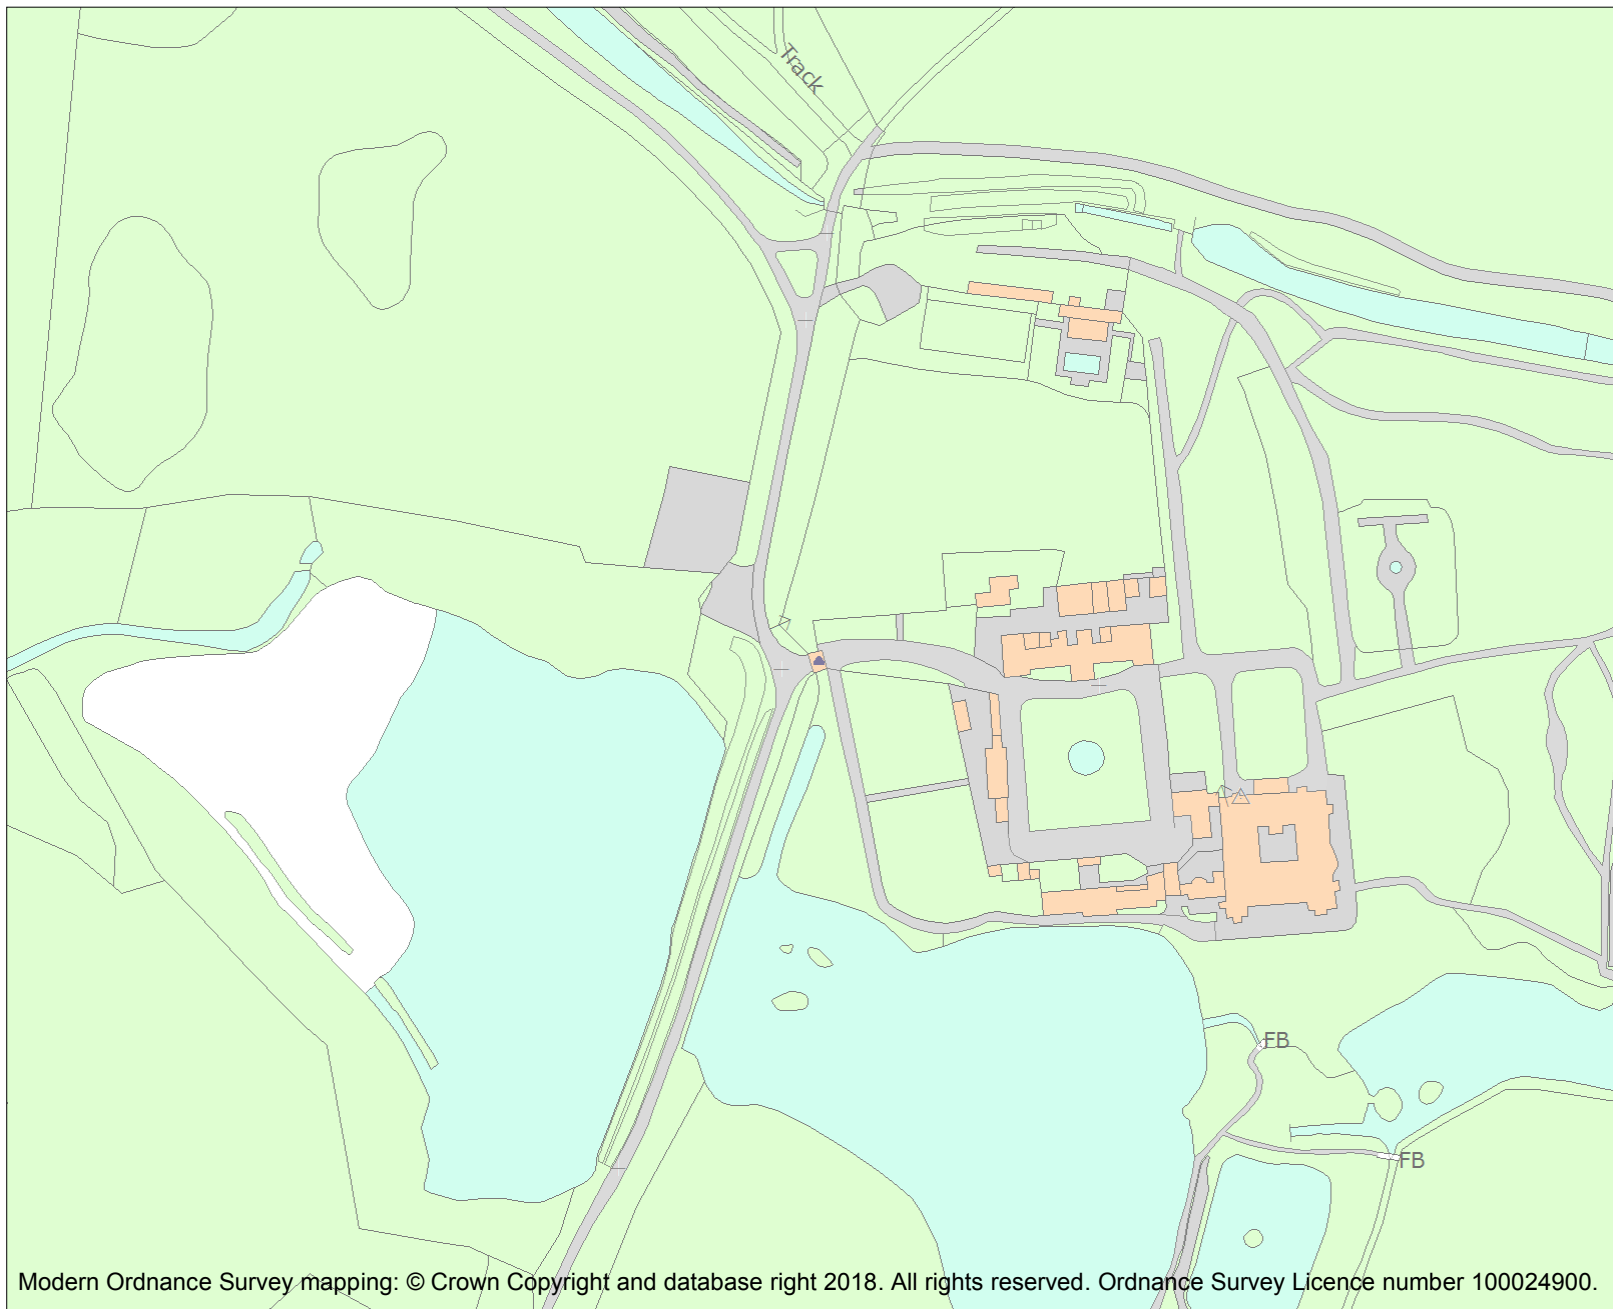 Track
FB
FB
Modern Ordnance Survey mapping: © Crown Copyright and database right 2018. All rights reserved. Ordnance Survey Licence number 100024900.